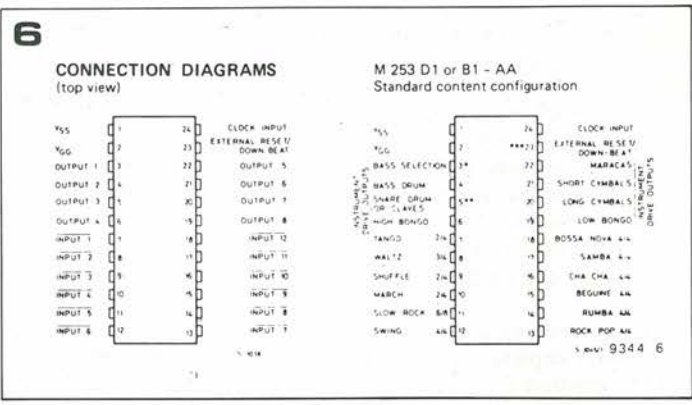 6
CONNECTION DIAGRAMS
(top view)
VSS 1 24 CLOCK INPUT
VGG 2 23 EXTERNAL RESET/
DOWN BEAT
OUTPUT 1 3 22 OUTPUT 5
OUTPUT 2 4 21 OUTPUT 6
OUTPUT 3 5 20 OUTPUT 7
OUTPUT 4 6 19 OUTPUT 8
INPUT 1 7 18 INPUT 12
INPUT 2 8 17 INPUT 11
INPUT 3 9 16 INPUT 10
INPUT 4 10 15 INPUT 9
INPUT 5 11 14 INPUT 8
INPUT 6 12 13 INPUT 7
M 253 D1 or B1 - AA
Standard content configuration
VSS 1 24 CLOCK INPUT
VGG 2 ***23 EXTERNAL RESET/
DOWN-BEAT
INSTRUMENT
DRIVE OUTPUTS
BASS SELECTION 3* 22 MARACAS
BASS DRUM 4 21 SHORT CYMBALS
SNARE DRUM
OR CLAVES 5** 20 LONG CYMBALS
HIGH BONGO 6 19 LOW BONGO
INSTRUMENT
DRIVE OUTPUTS
TANGO 2/4 7 18 BOSSA NOVA 4/4
WALTZ 3/4 8 17 SAMBA 4/4
SHUFFLE 2/4 9 16 CHA CHA 4/4
MARCH 2/4 10 15 BEGUINE 4/4
SLOW ROCK 6/8 11 14 RUMBA 4/4
SWING 4/4 12 13 ROCK POP 4/4
9344 6